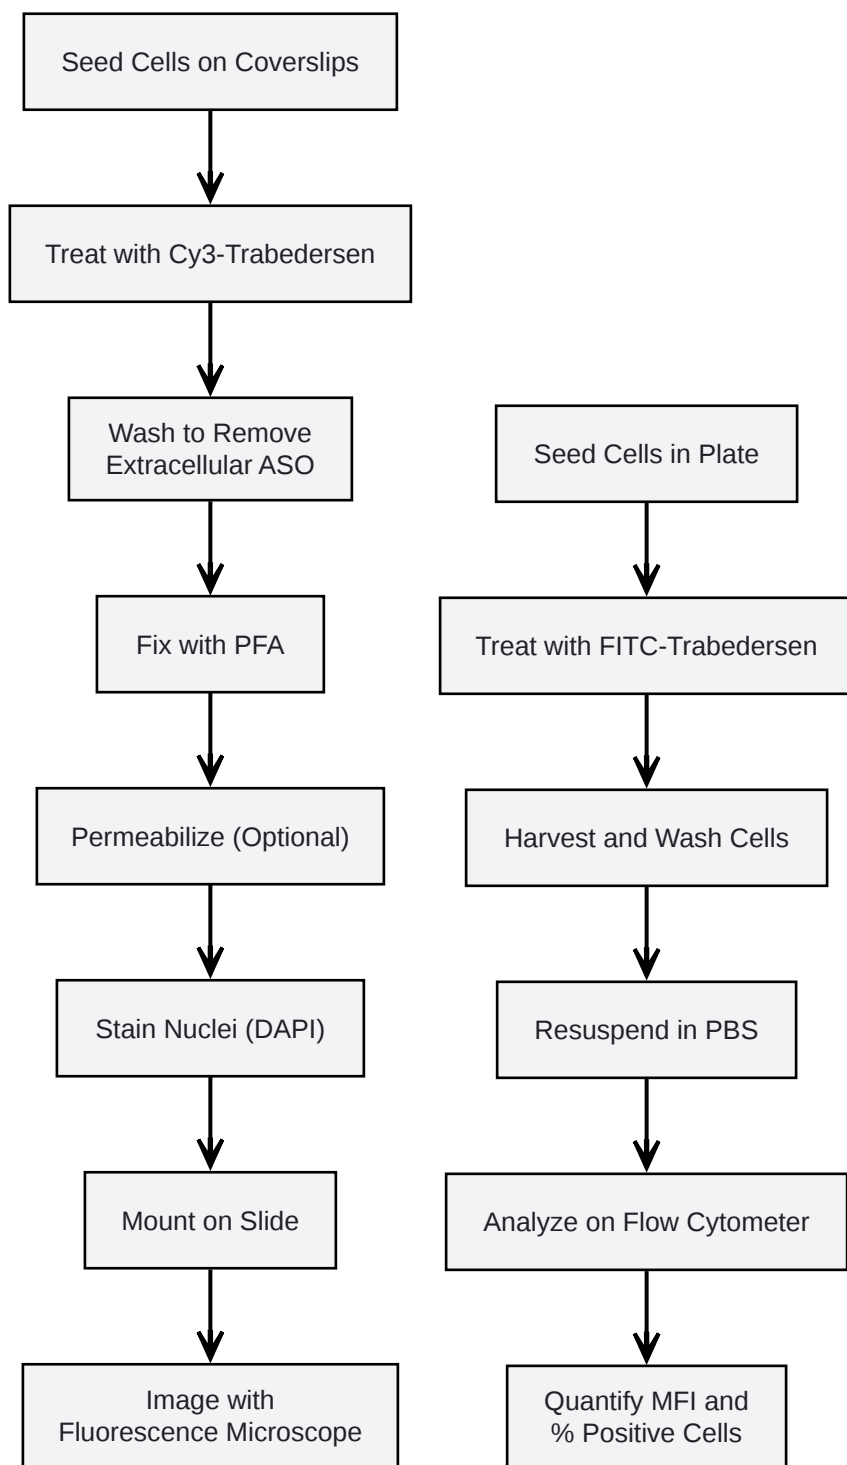 Seed Cells on Coverslips
Treat with Cy3-Trabedersen
Wash to Remove
Extracellular ASO
Fix with PFA
Permeabilize (Optional)
Stain Nuclei (DAPI)
Mount on Slide
Image with
Fluorescence Microscope
Seed Cells in Plate
Treat with FITC-Trabedersen
Harvest and Wash Cells
Resuspend in PBS
Analyze on Flow Cytometer
Quantify MFI and
% Positive Cells